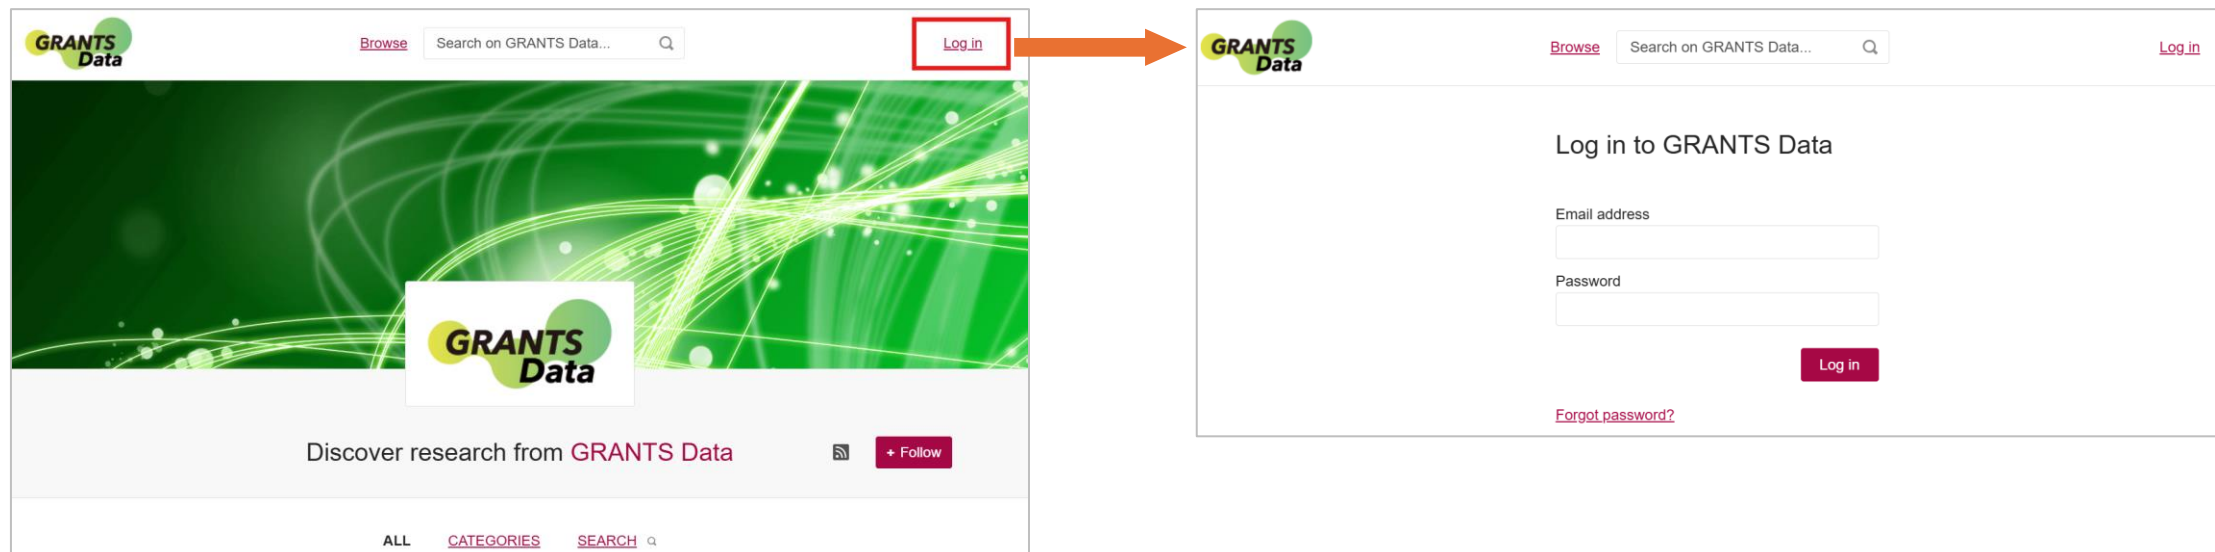 GRANTS
Data
Browse
Search on GRANTS Data...
Log in
GRANTS
Data
Discover research from GRANTS Data
+ Follow
ALL
CATEGORIES
SEARCH
GRANTS
Data
Browse
Search on GRANTS Data...
Log in
Log in to GRANTS Data
Email address
Password
Log in
Forgot password?